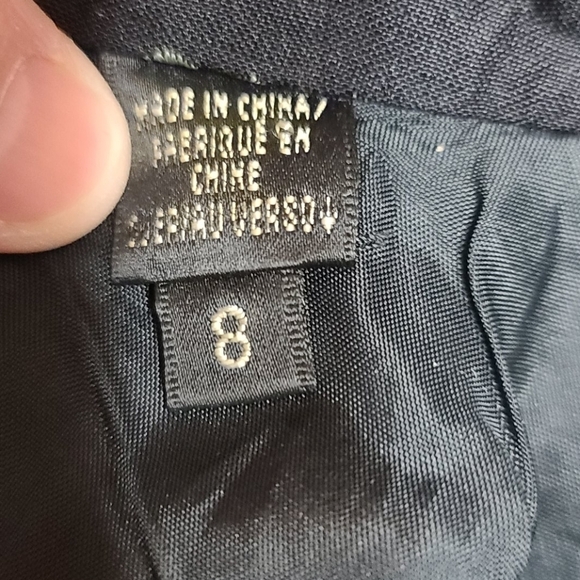 MADE IN CHINA/
FABRIQUE EN
CHINE
VERSO
8